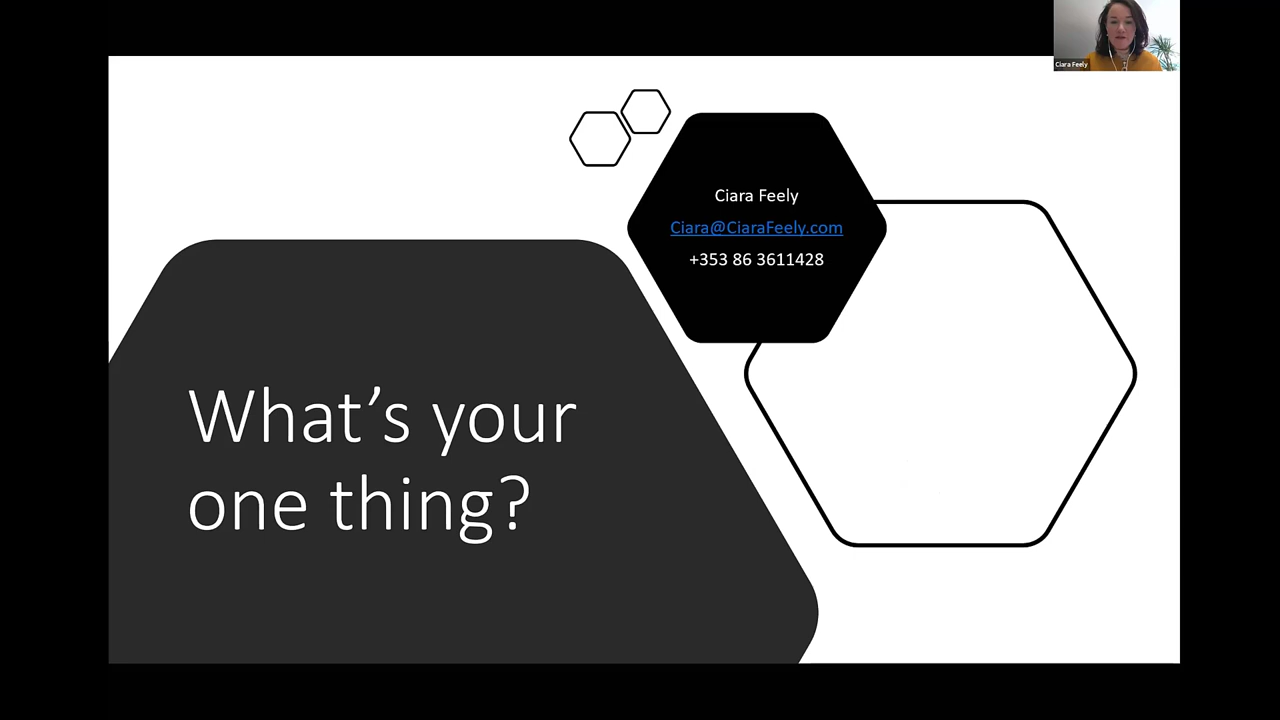 Ciara Feely
Ciara Feely
Ciara@CiaraFeely.com
+353 86 3611428
What's your
one thing?